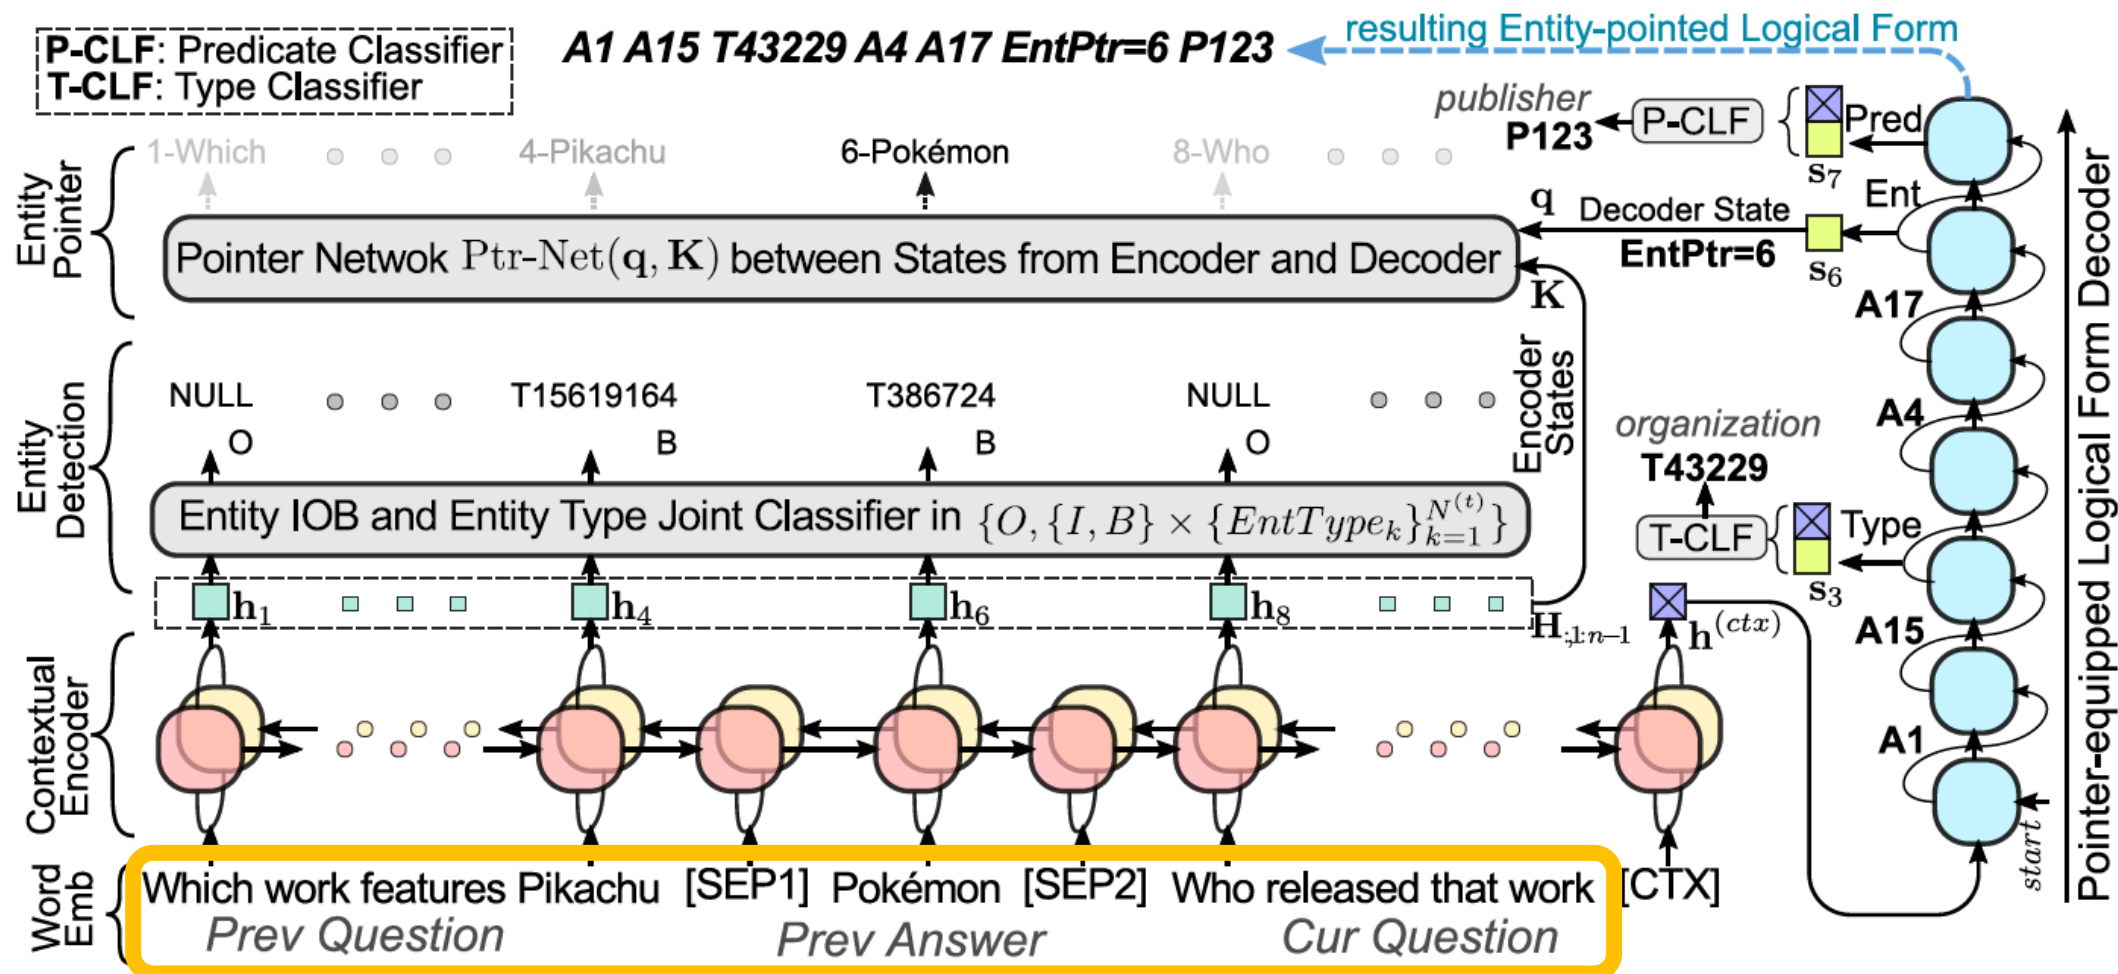 P-CLF: Predicate Classifier
T-CLF: Type Classifier
A1 A15 T43229 A4 A17 EntPtr=6 P123
resulting Entity-pointed Logical Form
Entity Pointer
1-Which
4-Pikachu
6-Pokémon
8-Who
Pointer Netwok Ptr-Net(q, K) between States from Encoder and Decoder
q
K
Decoder State
EntPtr=6
s6
Ent
publisher
P123
P-CLF
Pred
s7
Entity Detection
NULL
O
T15619164
B
T386724
B
NULL
O
Entity IOB and Entity Type Joint Classifier in {O, {I, B} × {EntType_k}_{k=1}^{N^{(t)}}}
Encoder States
h1
h4
h6
h8
H:,1:n−1
organization
T43229
T-CLF
Type
s3
h(ctx)
A17
A4
A15
A1
start
Pointer-equipped Logical Form Decoder
Contextual Encoder
Word Emb
Which work features Pikachu [SEP1] Pokémon [SEP2] Who released that work [CTX]
Prev Question Prev Answer Cur Question